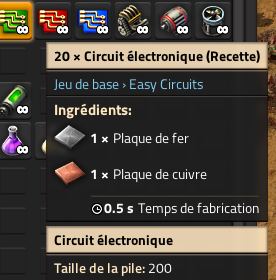 20 × Circuit électronique (Recette)
Jeu de base › Easy Circuits
Ingrédients:
1 × Plaque de fer
1 × Plaque de cuivre
0.5 s Temps de fabrication
Circuit électronique
Taille de la pile: 200